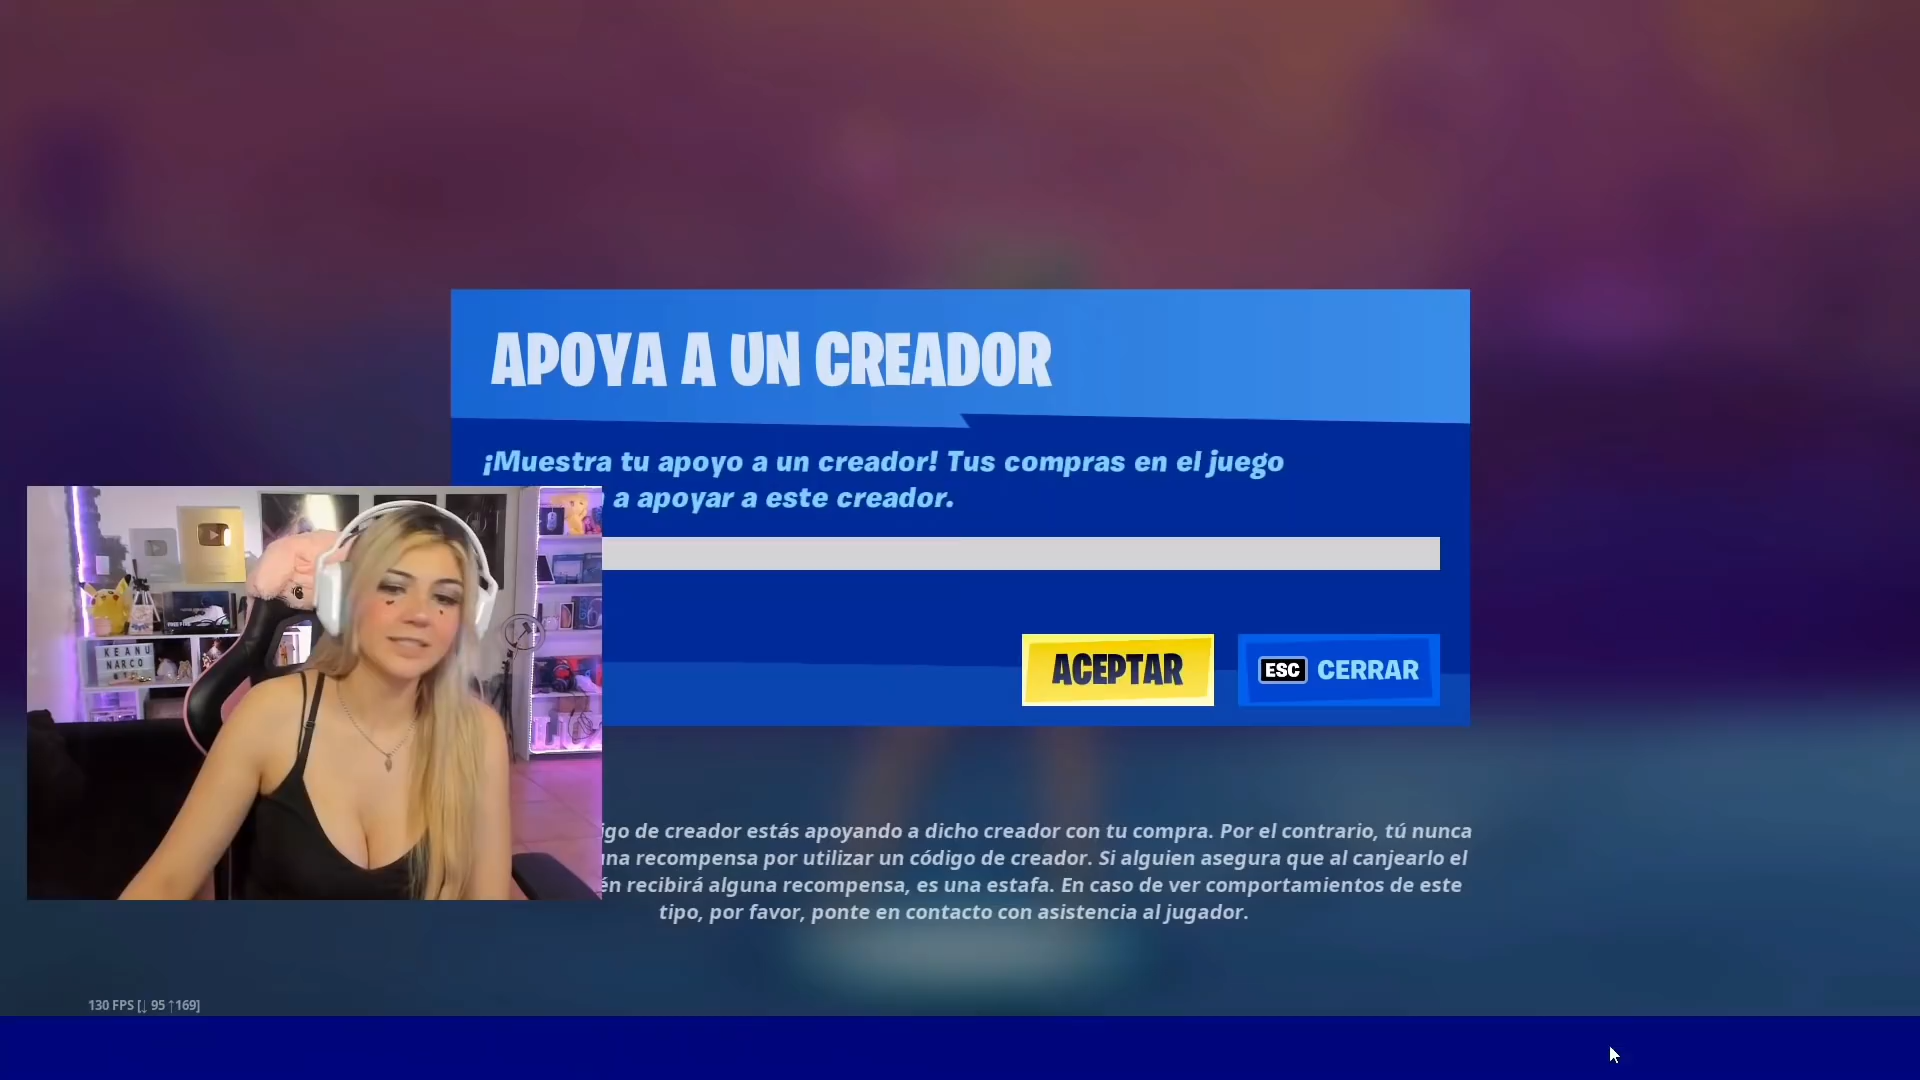 APOYA A UN CREADOR
¡Muestra tu apoyo a un creador! Tus compras en el juego
a apoyar a este creador.
KEANU
NARCO
ACEPTAR
ESC CERRAR
de creador estás apoyando a dicho creador con tu compra. Por el contrario, tú nunca
recompensa por utilizar un código de creador. Si alguien asegura que al canjearlo el
recibirá alguna recompensa, es una estafa. En caso de ver comportamientos de este
tipo, por favor, ponte en contacto con asistencia al jugador.
130 FPS [↓ 95 ↑169]